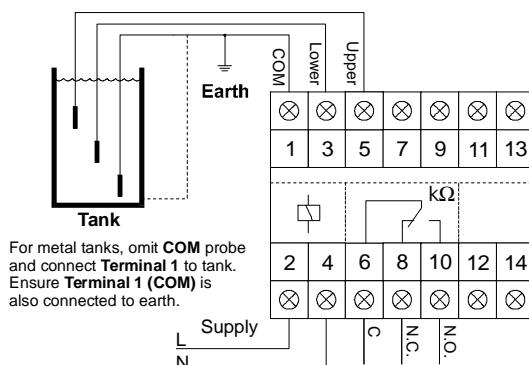 COM
Lower
Upper
Earth
1 3 5 7 9 11 13
Tank
kΩ
For metal tanks, omit COM probe
and connect Terminal 1 to tank.
Ensure Terminal 1 (COM) is
also connected to earth.
2 4 6 8 10 12 14
Supply
L
N
C
N.C.
N.O.